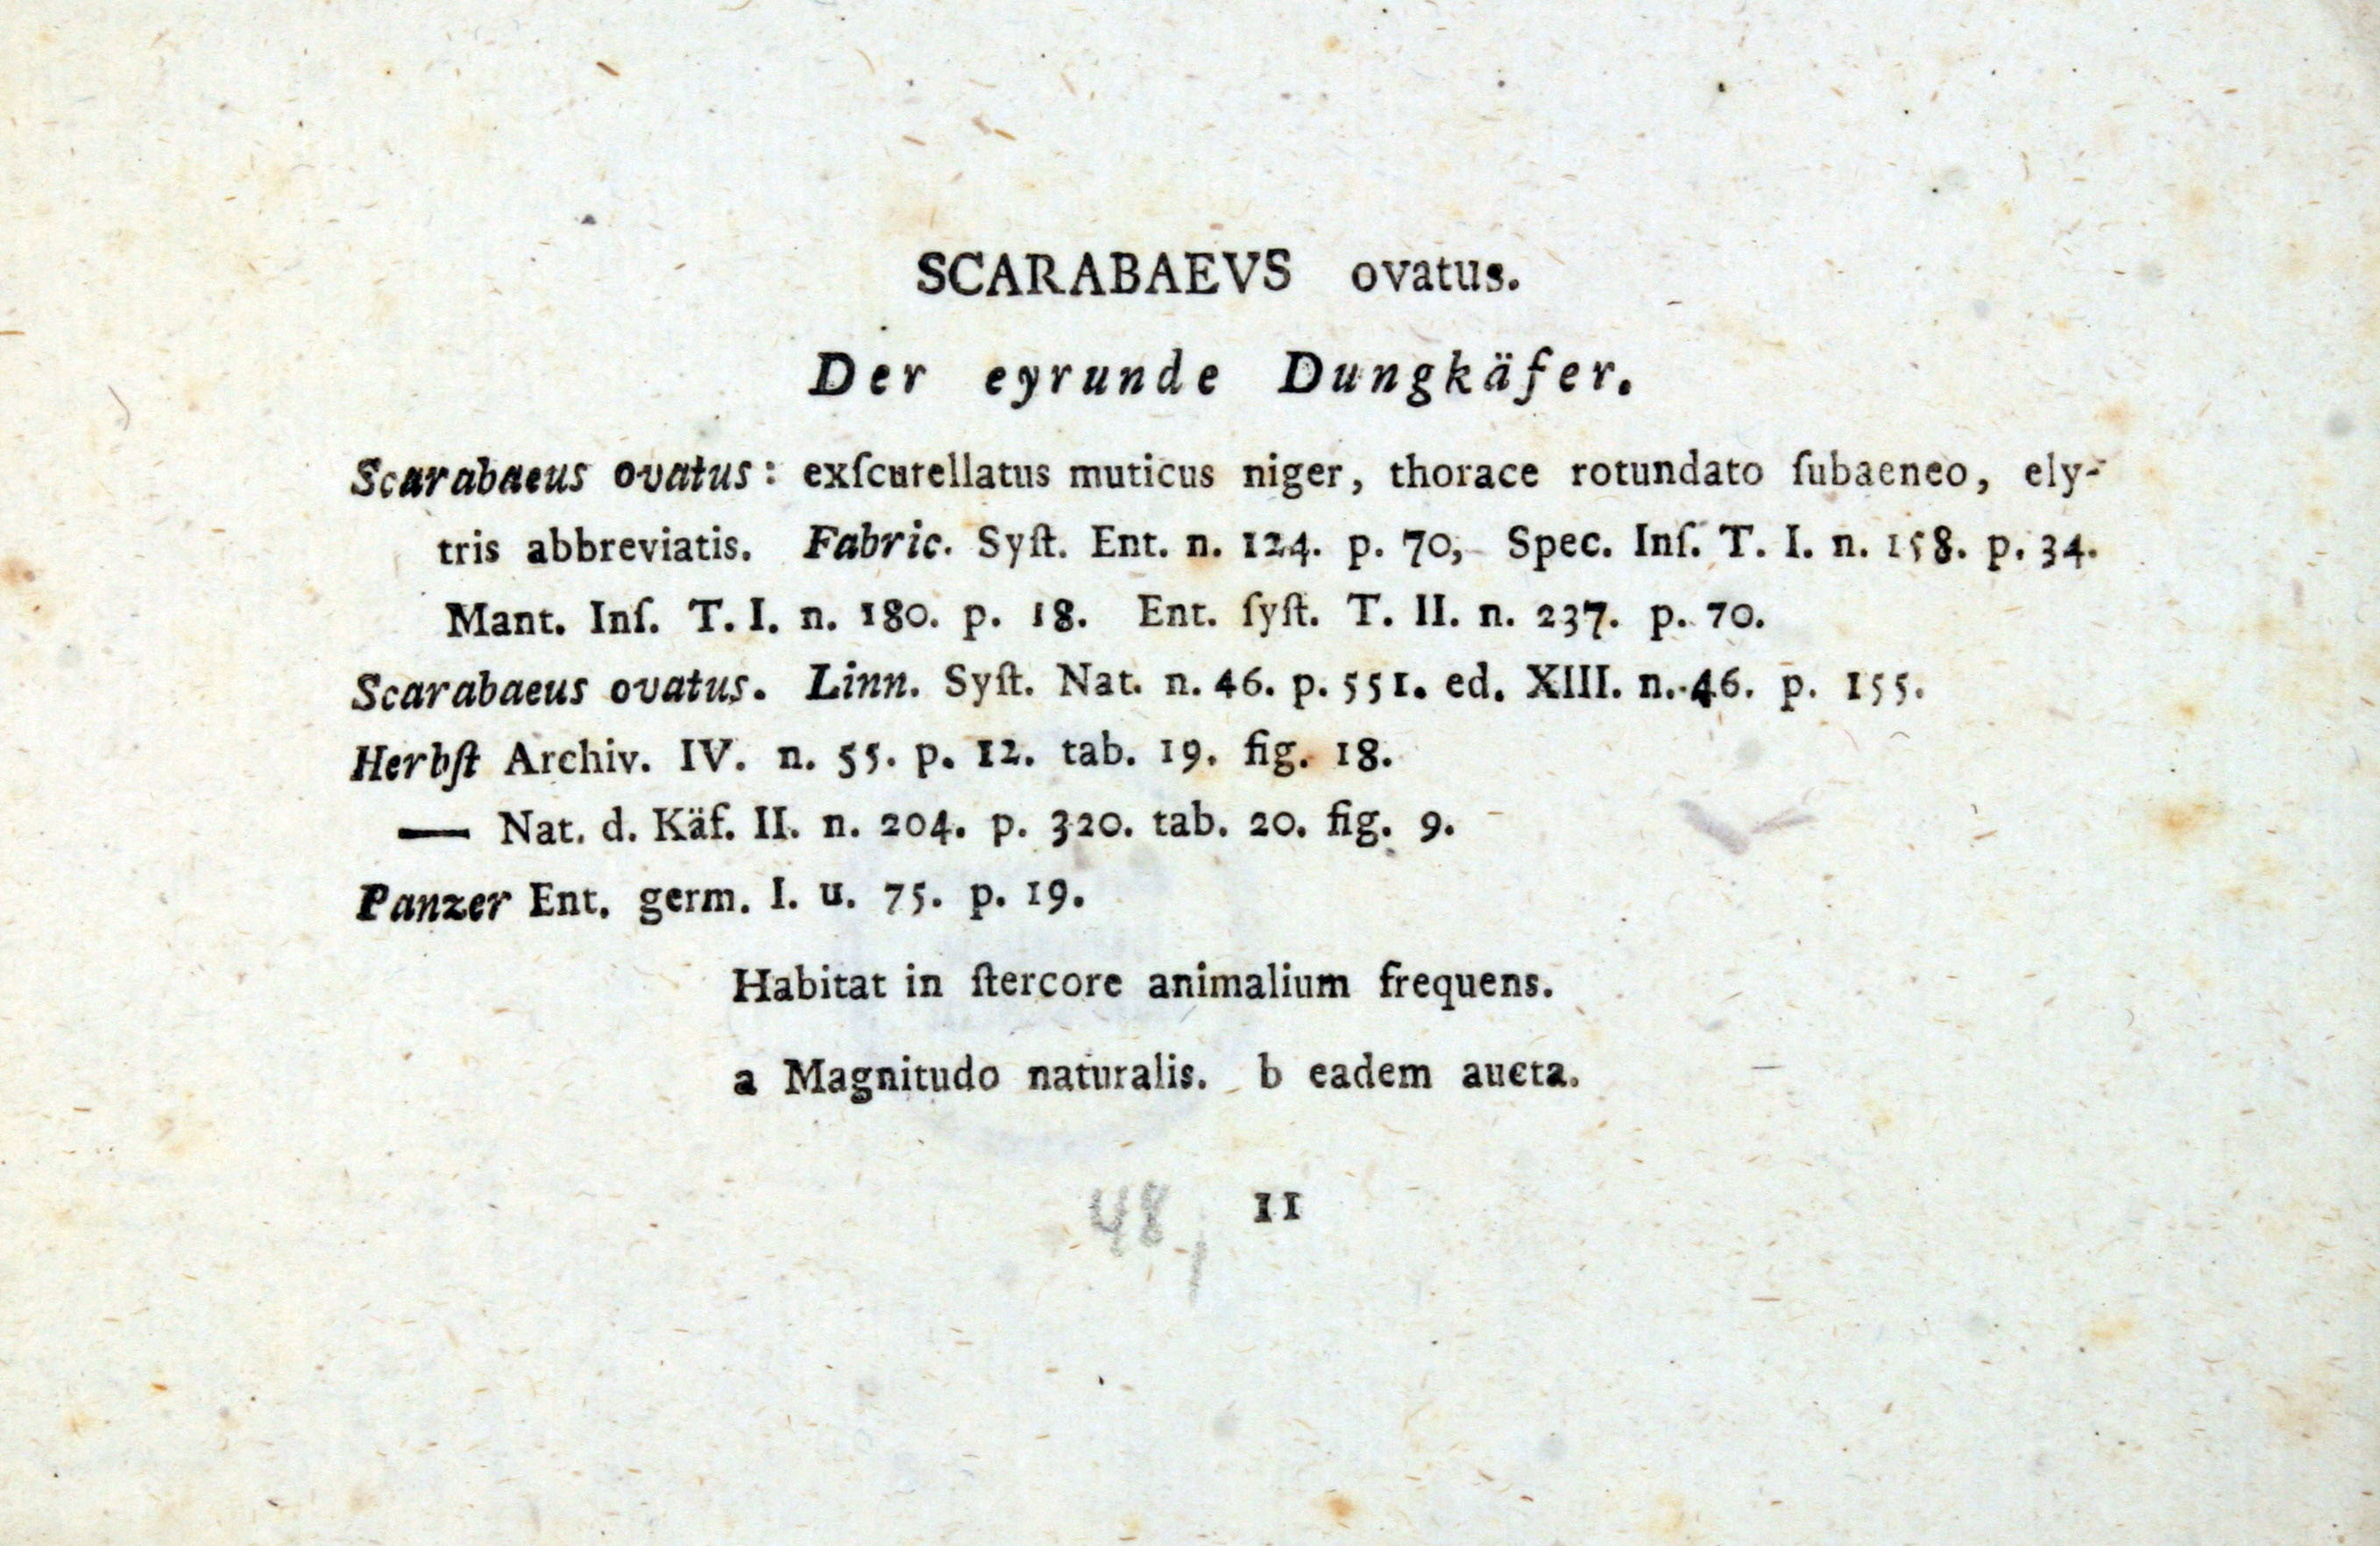 SCARABAEVS ovatus.
Der eyrunde Dungkäfer.
Scarabaeus ovatus: exſcutellatus muticus niger, thorace rotundato ſubaeneo, ely-
tris abbreviatis. Fabric. Syſt. Ent. n. 124. p. 70, Spec. Inſ. T. I. n. 158. p. 34.
Mant. Inſ. T. I. n. 180. p. 18. Ent. ſyſt. T. II. n. 237. p. 70.
Scarabaeus ovatus. Linn. Syſt. Nat. n. 46. p. 551. ed. XIII. n. 46. p. 155.
Herbſt Archiv. IV. n. 55. p. 12. tab. 19. fig. 18.
— Nat. d. Käf. II. n. 204. p. 320. tab. 20. fig. 9.
Panzer Ent. germ. I. u. 75. p. 19.
Habitat in ſtercore animalium frequens.
a Magnitudo naturalis. b eadem aucta.
48, 11